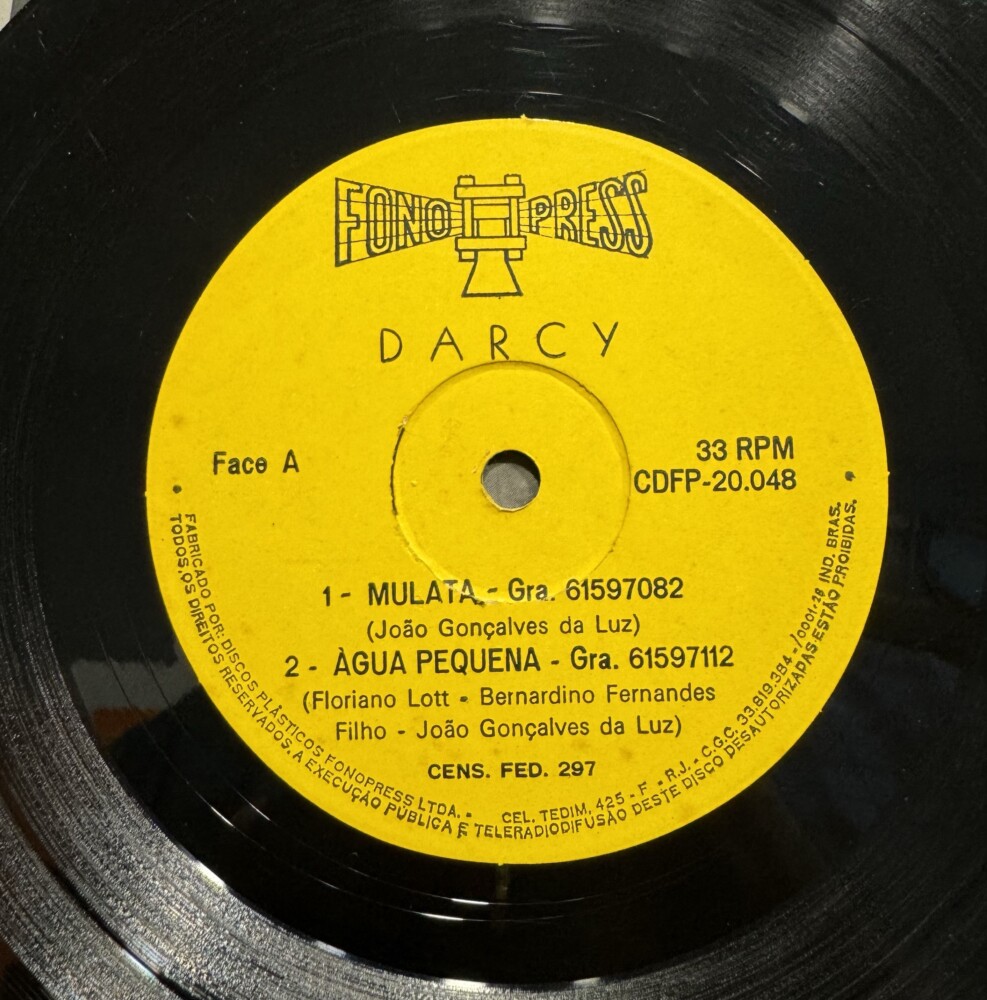 FONO PRESS
DARCY
Face A
33 RPM
CDFP-20.048
1 - MULATA - Gra. 61597082
(João Gonçalves da Luz)
2 - ÀGUA PEQUENA - Gra. 61597112
(Floriano Lott - Bernardino Fernandes
Filho - João Gonçalves da Luz)
CENS. FED. 297
• FABRICADO POR: DISCOS PLÁSTICOS FONOPRESS LTDA. • CEL. TEDIM, 425 - F - R.J. - C.G.C. 33.819.384 - /0001-28 IND. BRAS. •
TODOS OS DIREITOS RESERVADOS. A EXECUÇÃO PÚBLICA E TELERADIODIFUSÃO DESTE DISCO DESAUTORIZADAS ESTÃO PROIBIDAS.